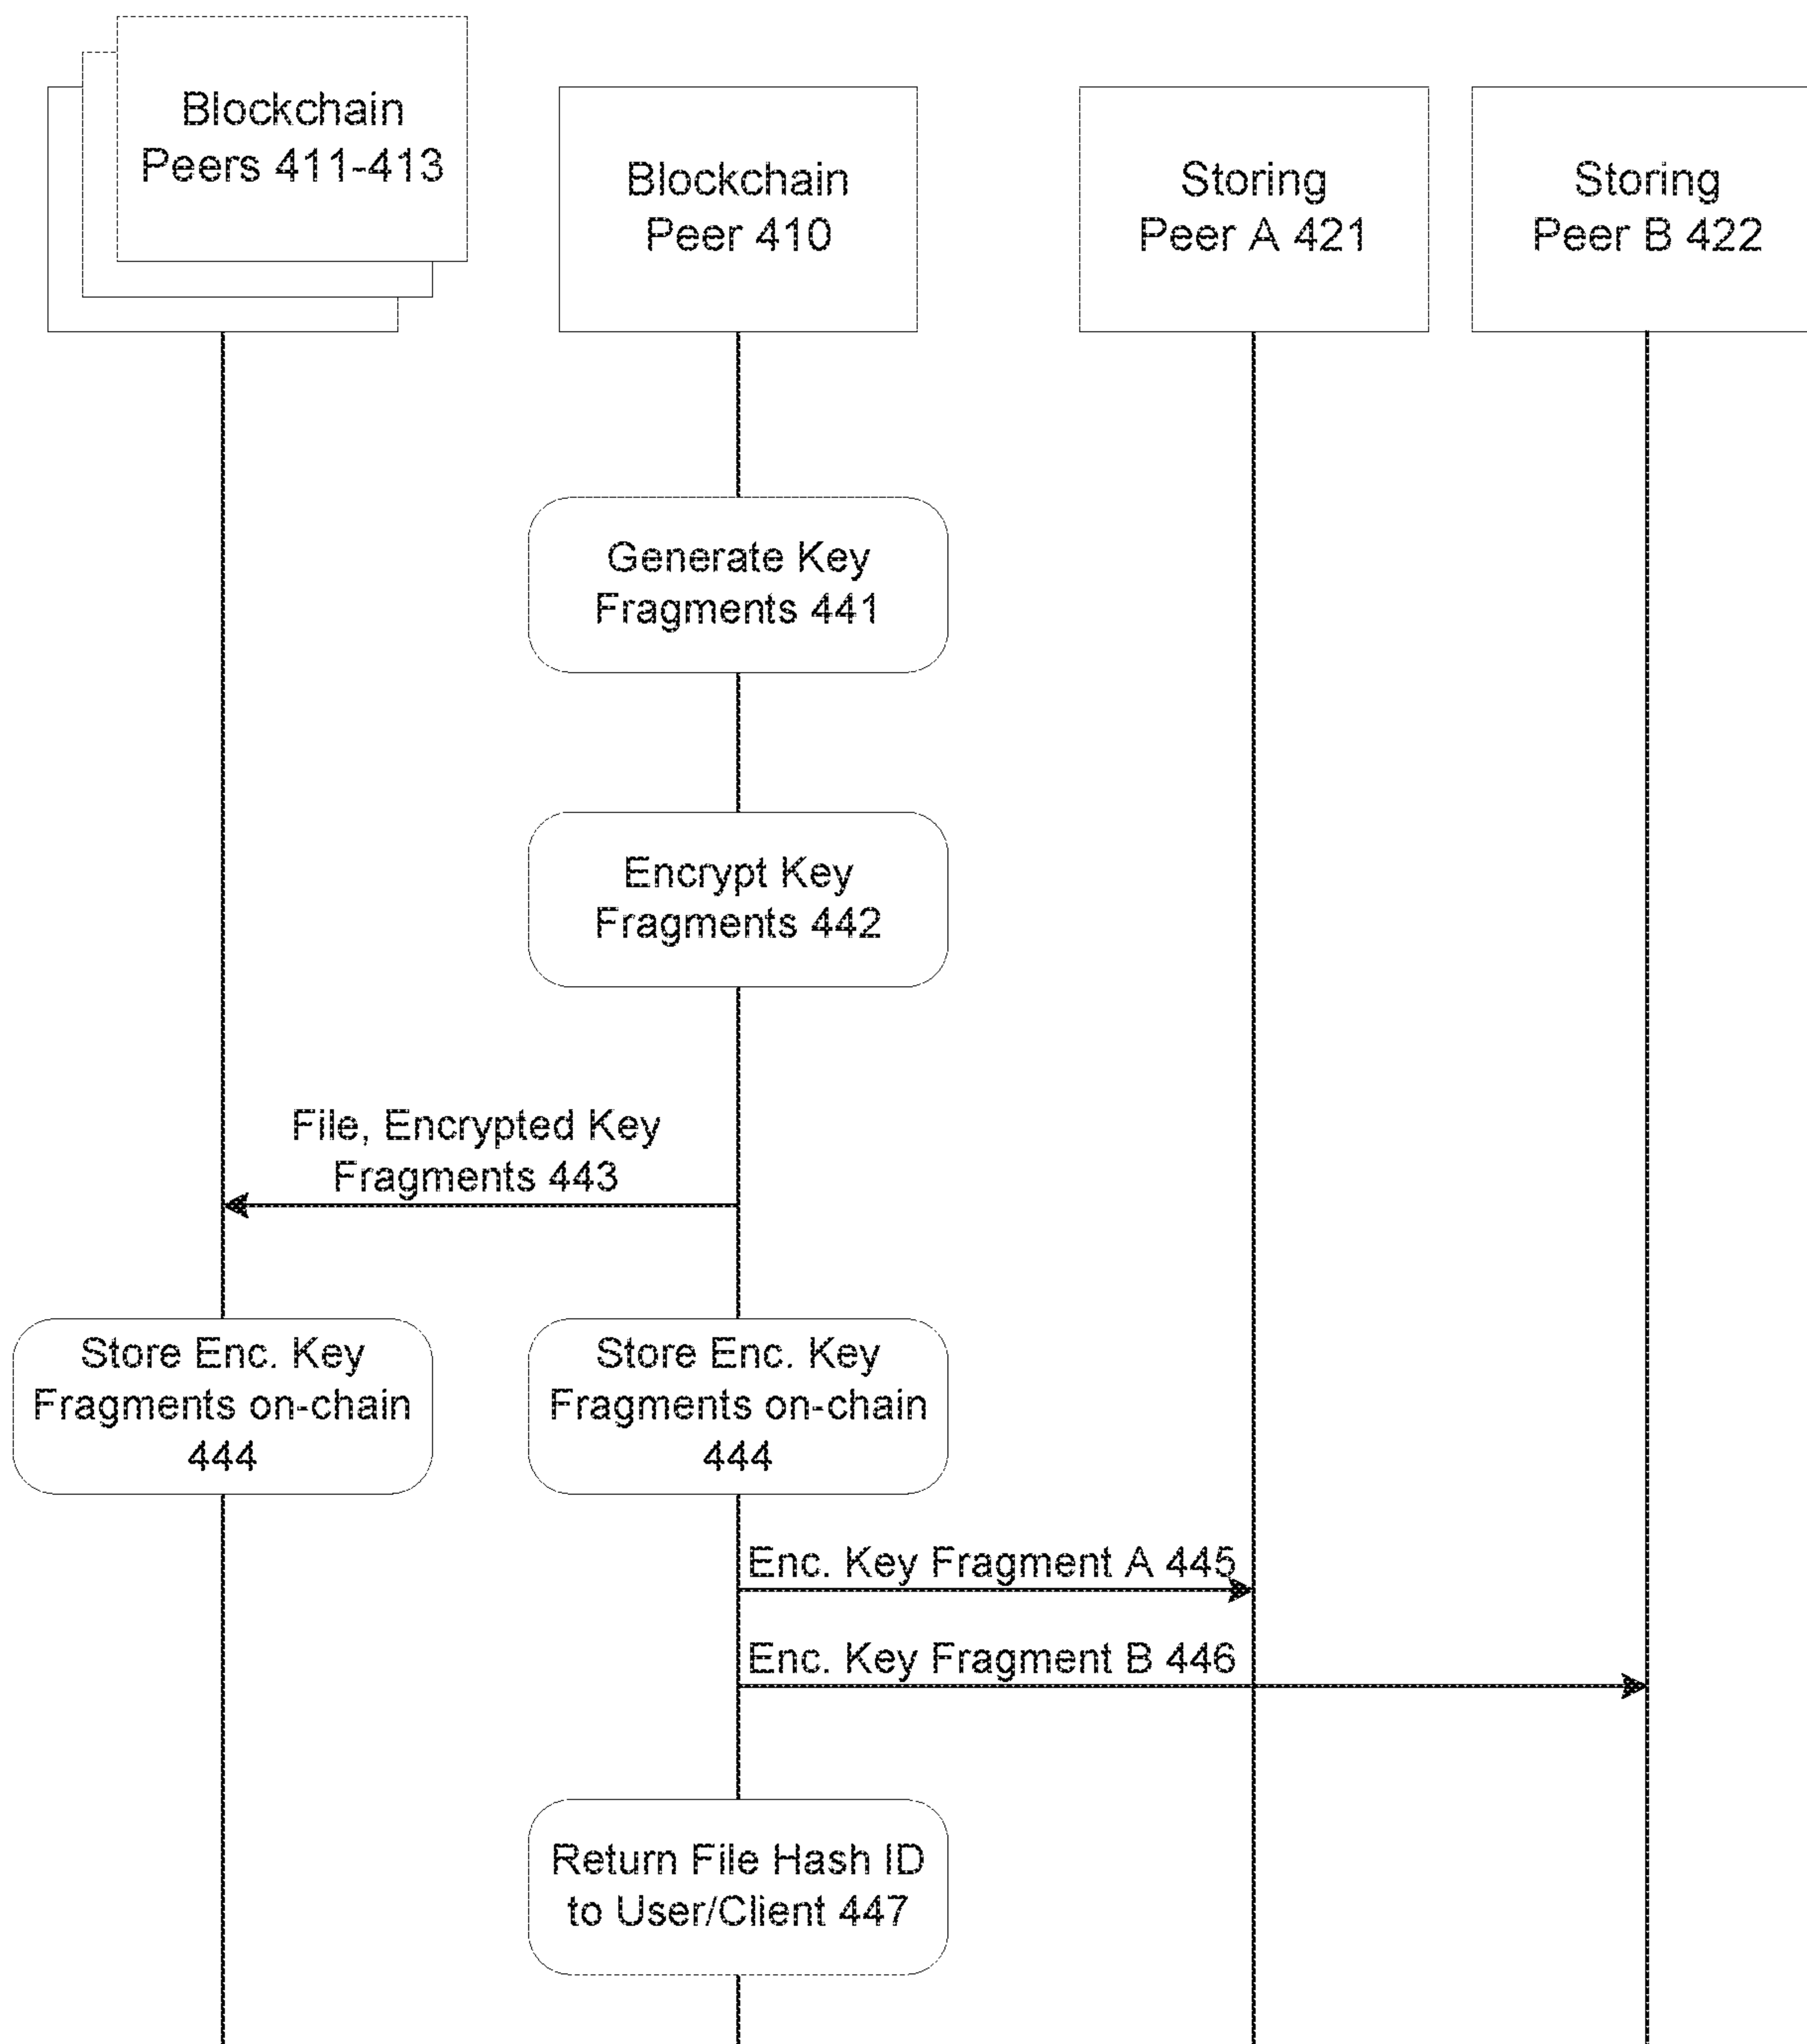 Blockchain
Peers 411-413
Blockchain
Peer 410
Storing
Peer A 421
Storing
Peer B 422
Generate Key
Fragments 441
Encrypt Key
Fragments 442
File, Encrypted Key
Fragments 443
Store Enc. Key
Fragments on-chain
444
Store Enc. Key
Fragments on-chain
444
Enc. Key Fragment A 445
Enc. Key Fragment B 446
Return File Hash ID
to User/Client 447